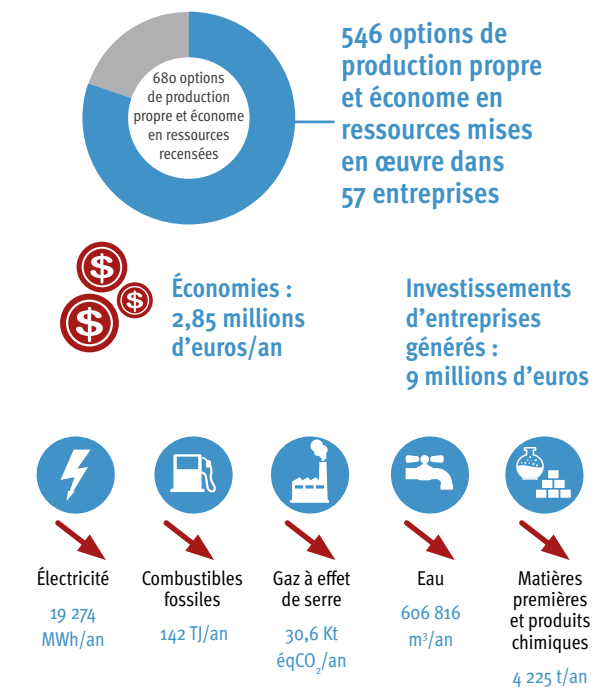 680 options
de production
propre et économe
en ressources
recensées
546 options de
production propre
et économe en
ressources mises
en œuvre dans
57 entreprises
Économies :
2,85 millions
d’euros/an
Investissements
d’entreprises
générés :
9 millions d’euros
Électricité
19 274
MWh/an
Combustibles
fossiles
142 TJ/an
Gaz à effet
de serre
30,6 Kt
éqCO₂/an
Eau
606 816
m³/an
Matières
premières
et produits
chimiques
4 225 t/an